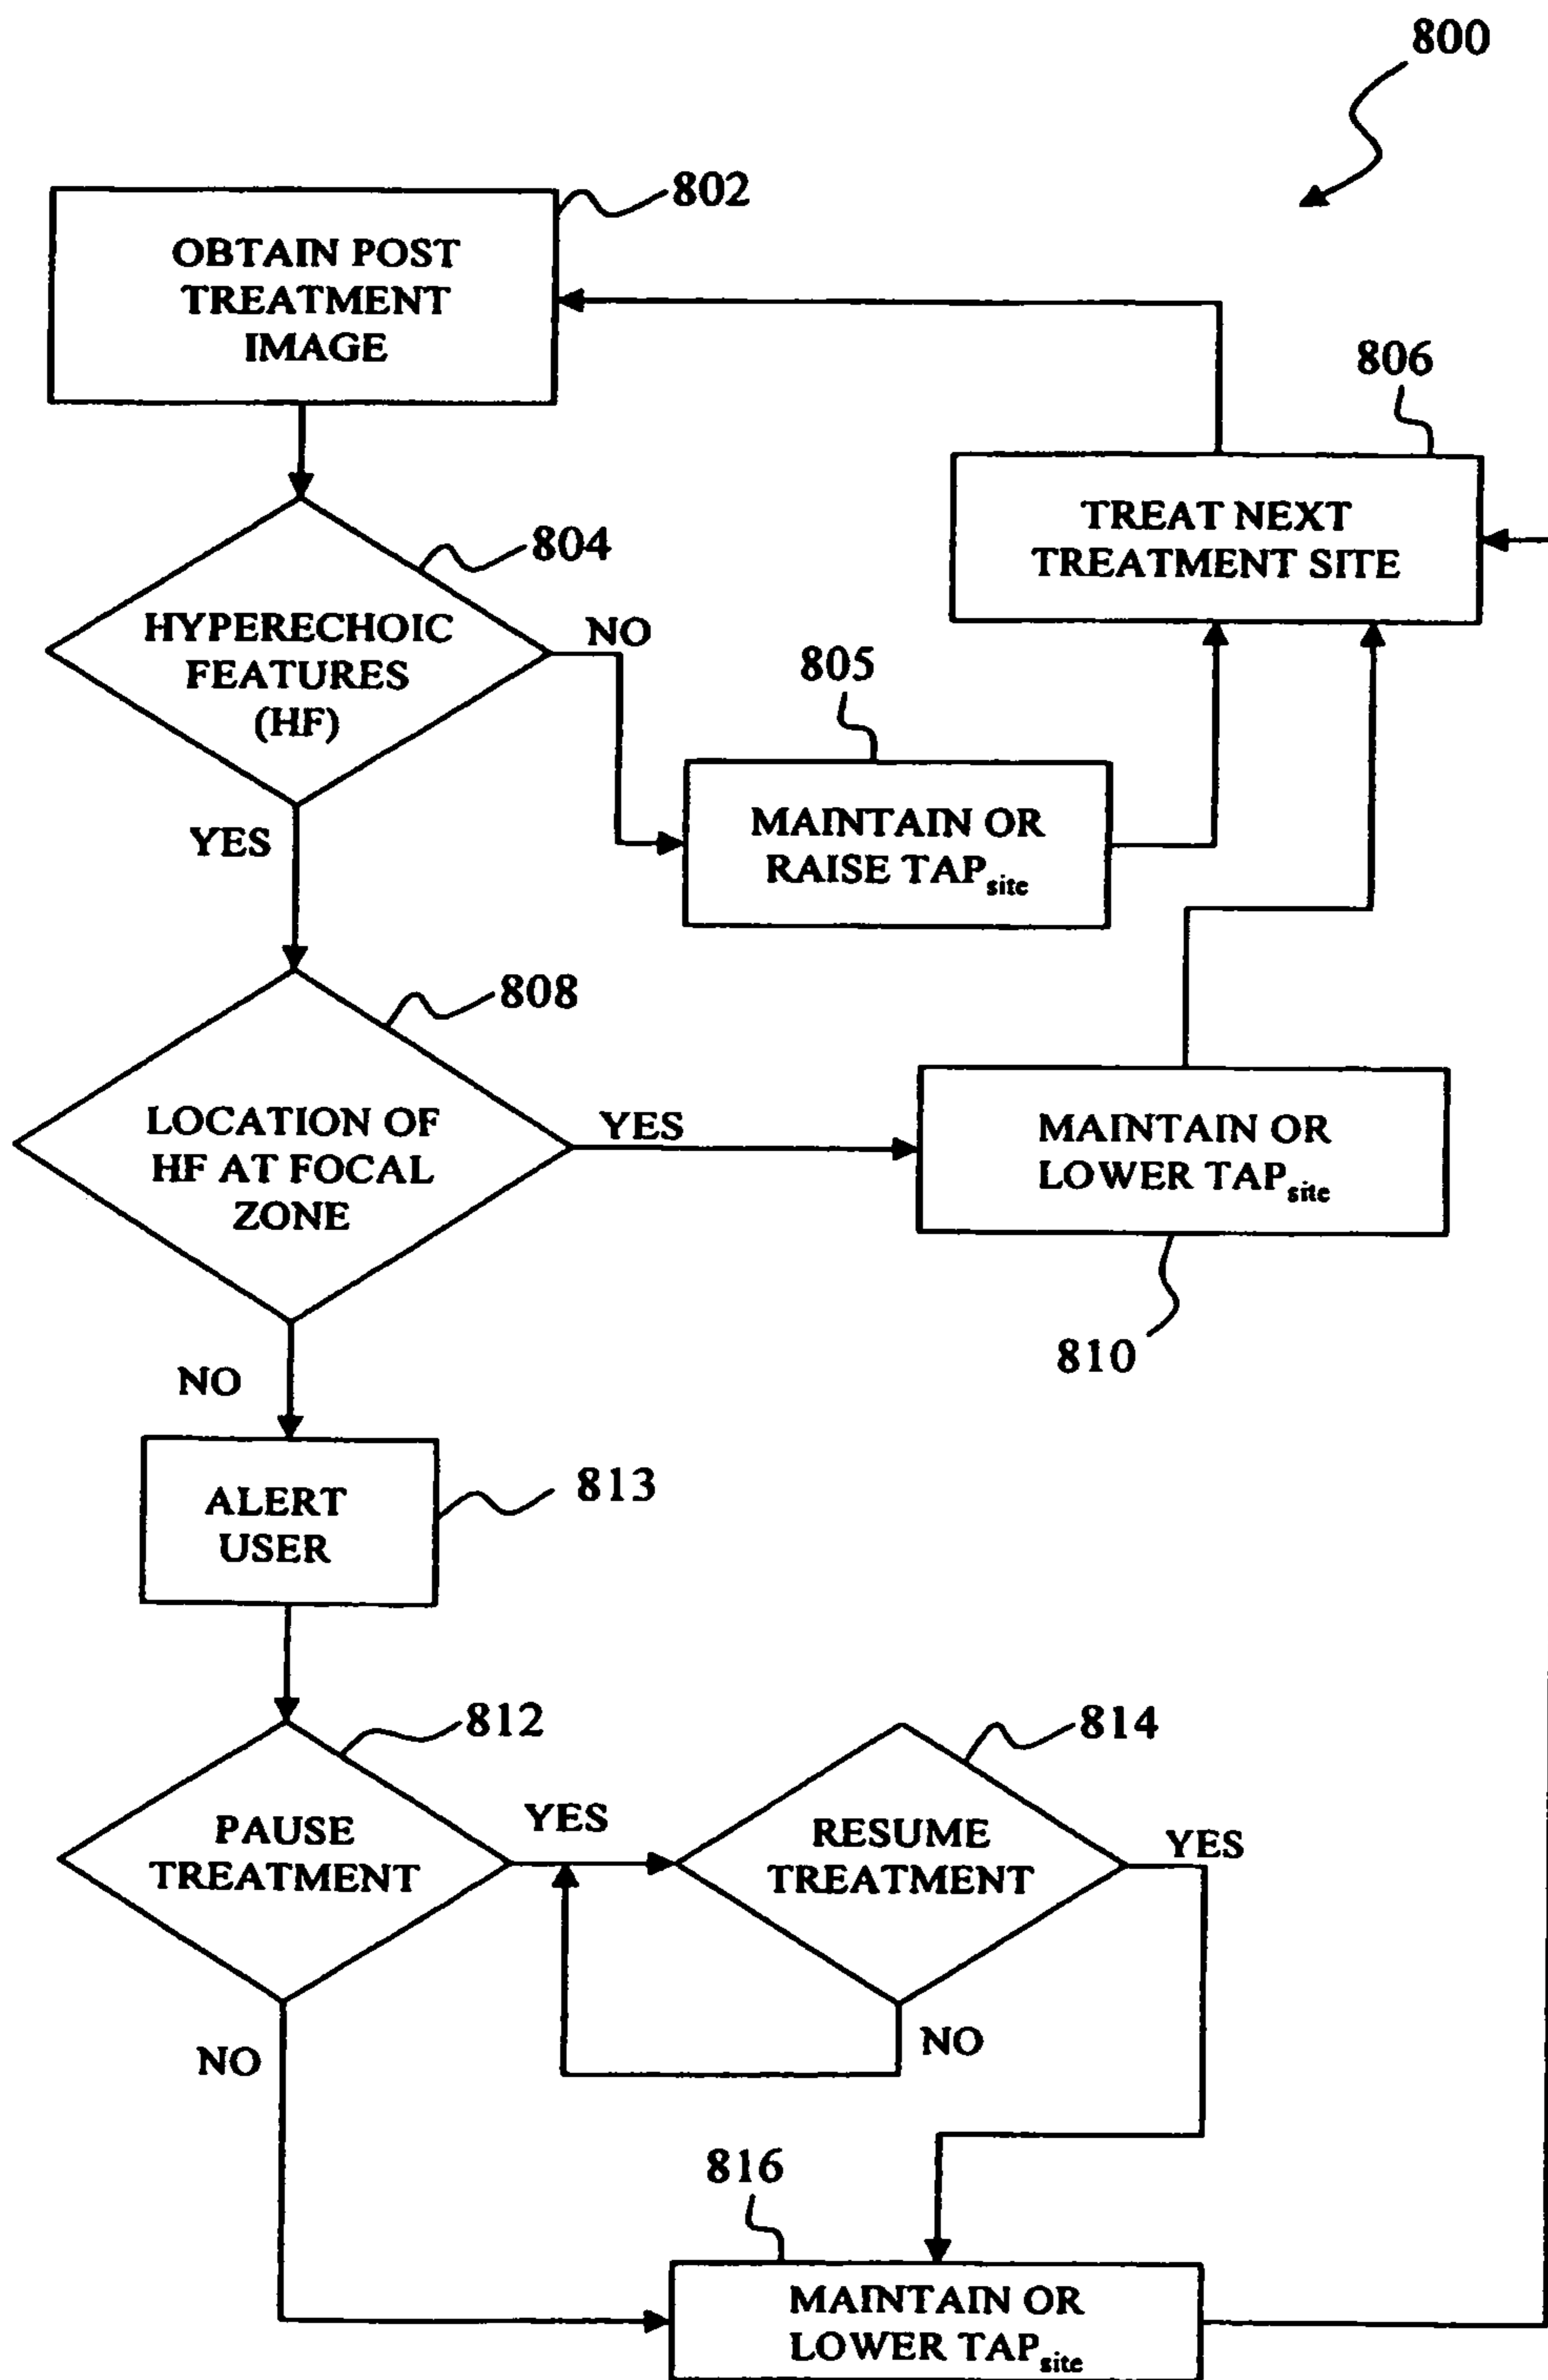 800
802
OBTAIN POST
TREATMENT
IMAGE
806
TREAT NEXT
TREATMENT SITE
804
HYPERECHOIC
FEATURES
(HF)
NO
805
MAINTAIN OR
RAISE TAPsite
YES
808
LOCATION OF
HF AT FOCAL
ZONE
YES
MAINTAIN OR
LOWER TAPsite
810
NO
ALERT
USER
813
812
PAUSE
TREATMENT
YES
814
RESUME
TREATMENT
YES
NO
NO
816
MAINTAIN OR
LOWER TAPsite